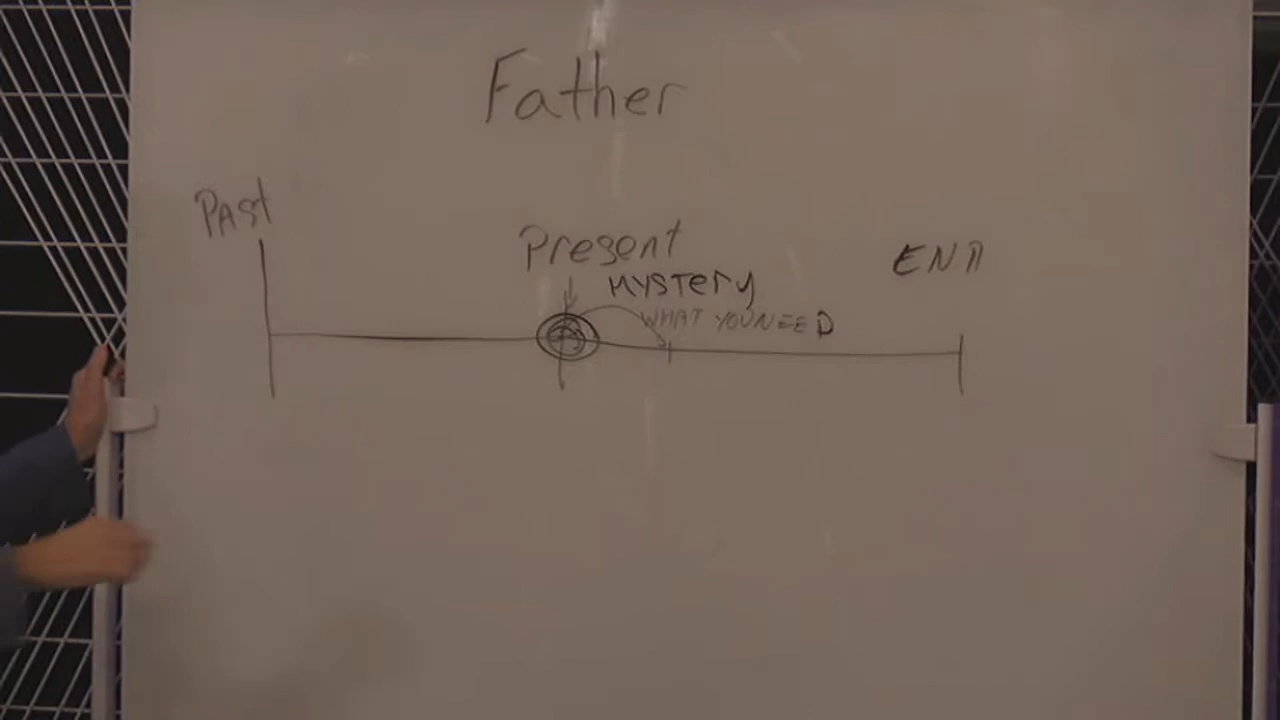 Father
PAst
Present
END
MYSTery
WHAT YOU NEED